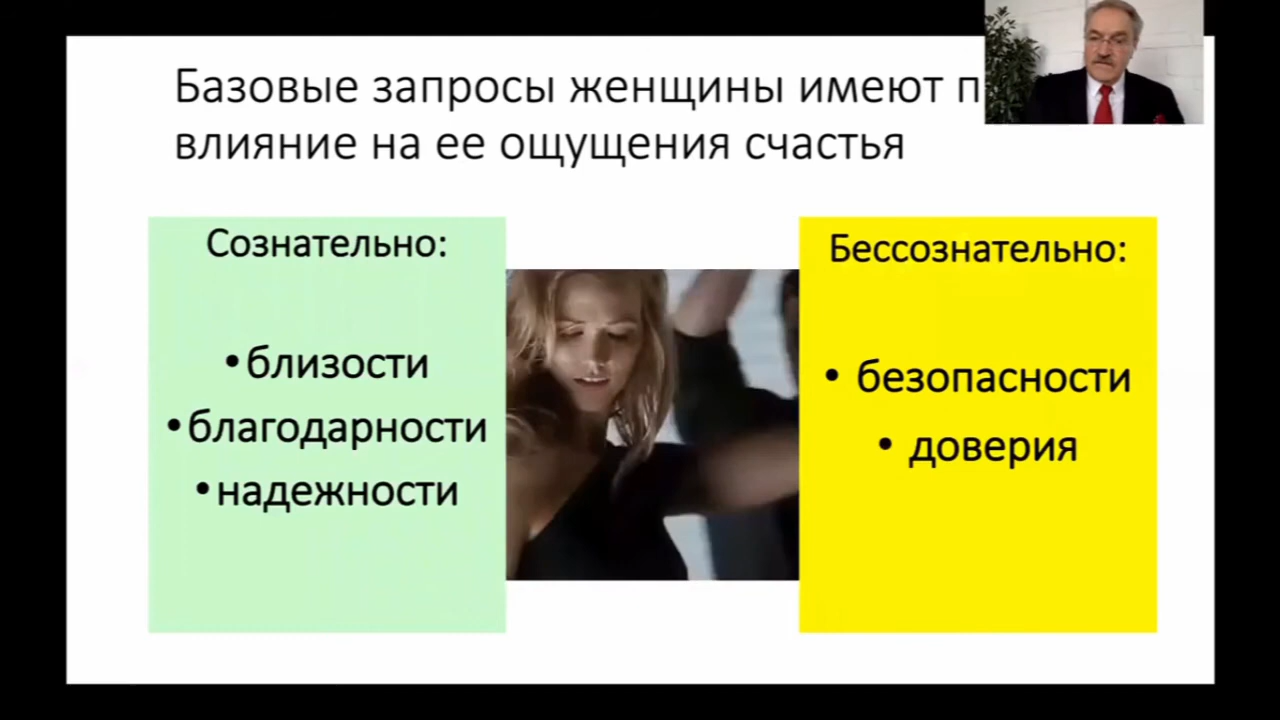 Базовые запросы женщины имеют п
влияние на ее ощущения счастья
Сознательно:
•близости
•благодарности
•надежности
Бессознательно:
• безопасности
• доверия